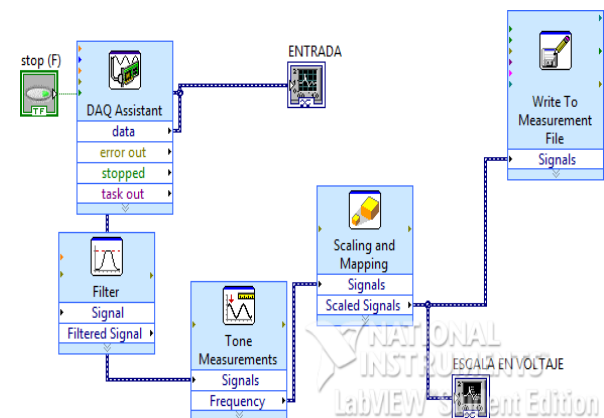 stop (F)
TF
DAQ Assistant
data
error out
stopped
task out
ENTRADA
Write To
Measurement
File
Signals
Filter
Signal
Filtered Signal
Tone
Measurements
Signals
Frequency
Scaling and
Mapping
Signals
Scaled Signals
ESCALA EN VOLTAJE
NATIONAL
INSTRUMENTS
LabVIEW Student Edition